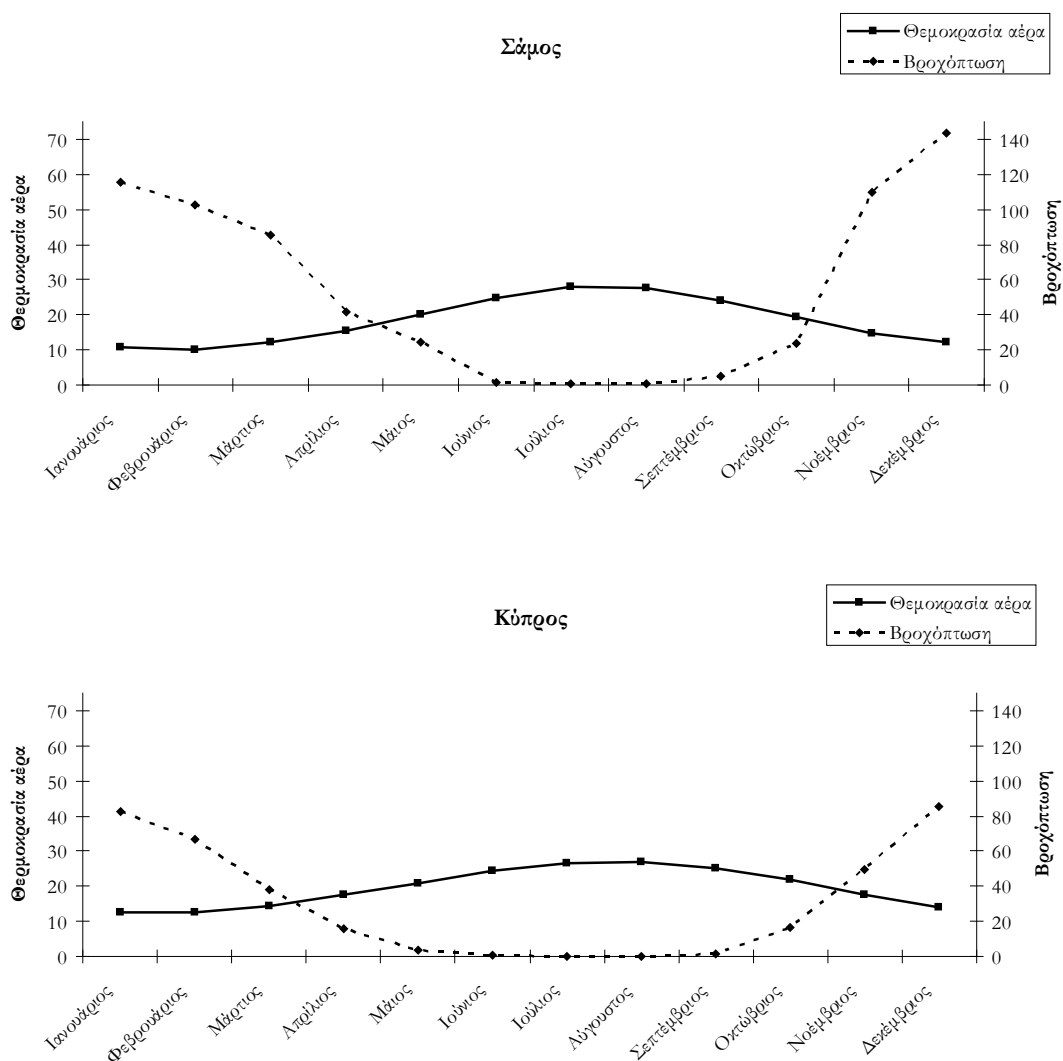 Σάμος
Θεμοκρασία αέρα
Βροχόπτωση
Θερμοκρασία αέρα
70
60
50
40
30
20
10
0
140
120
100
80
60
40
20
0
Βροχόπτωση
Ιανουάριος
Φεβρουάριος
Μάρτιος
Απρίλιος
Μάιος
Ιούνιος
Ιούλιος
Αύγουστος
Σεπτέμβριος
Οκτώβριος
Νοέμβριος
Δεκέμβριος
Κύπρος
Θεμοκρασία αέρα
Βροχόπτωση
Θερμοκρασία αέρα
70
60
50
40
30
20
10
0
140
120
100
80
60
40
20
0
Βροχόπτωση
Ιανουάριος
Φεβρουάριος
Μάρτιος
Απρίλιος
Μάιος
Ιούνιος
Ιούλιος
Αύγουστος
Σεπτέμβριος
Οκτώβριος
Νοέμβριος
Δεκέμβριος